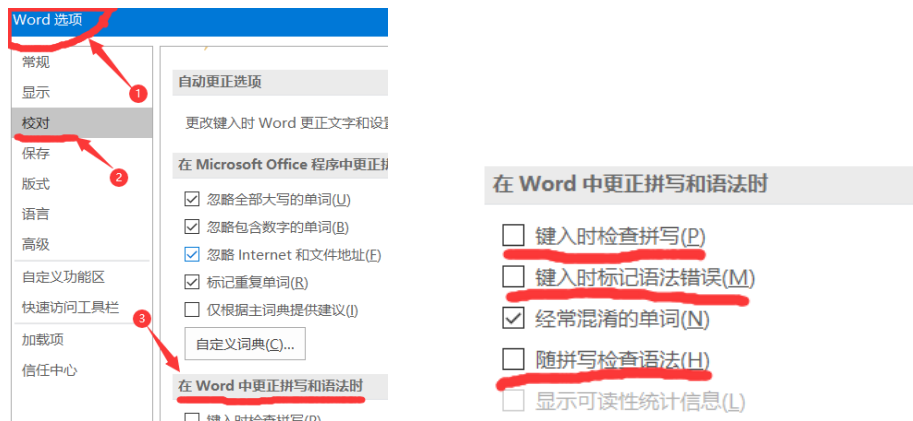 Word 选项
常规
显示
校对
保存
版式
语言
高级
自定义功能区
快速访问工具栏
加载项
信任中心
1
2
3
自动更正选项
更改键入时 Word 更正文字和设
在 Microsoft Office 程序中更正
忽略全部大写的单词(U)
忽略包含数字的单词(B)
忽略 Internet 和文件地址(F)
标记重复单词(R)
仅根据主词典提供建议(I)
自定义词典(C)...
在 Word 中更正拼写和语法时
键入时检查拼写(P)
在 Word 中更正拼写和语法时
键入时检查拼写(P)
键入时标记语法错误(M)
经常混淆的单词(N)
随拼写检查语法(H)
显示可读性统计信息(L)